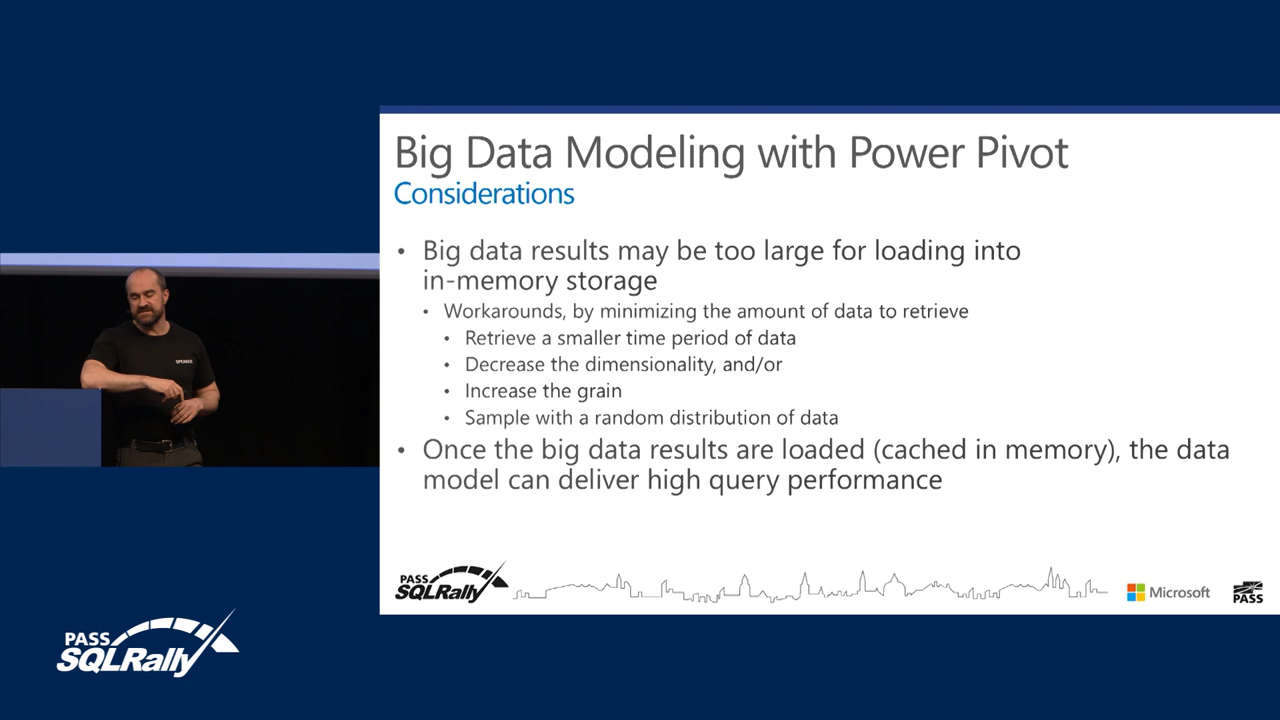 Big Data Modeling with Power Pivot
Considerations
• Big data results may be too large for loading into
in-memory storage
• Workarounds, by minimizing the amount of data to retrieve
• Retrieve a smaller time period of data
• Decrease the dimensionality, and/or
• Increase the grain
• Sample with a random distribution of data
• Once the big data results are loaded (cached in memory), the data
model can deliver high query performance
SPEAKER
PASS
SQLRally
Microsoft
PASS
PASS
SQLRally